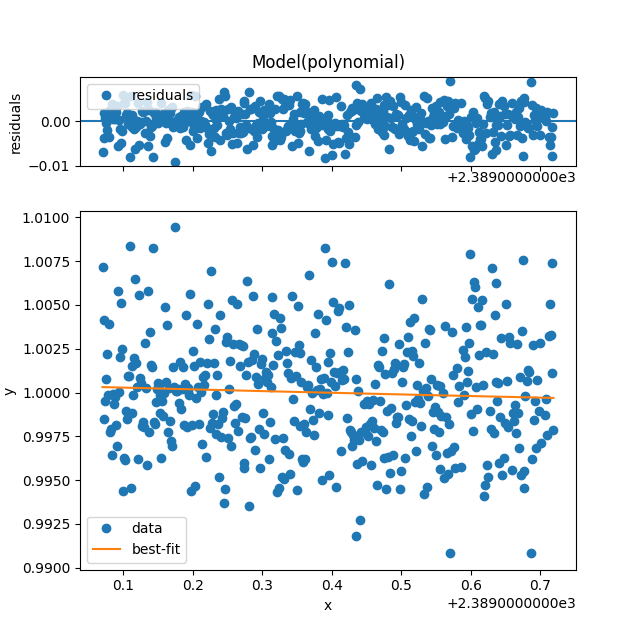 Model(polynomial)
residuals
residuals
0.00
−0.01
+2.3890000000e3
y
1.0100
1.0075
1.0050
1.0025
1.0000
0.9975
0.9950
0.9925
0.9900
data
best-fit
0.1 0.2 0.3 0.4 0.5 0.6 0.7
x
+2.3890000000e3